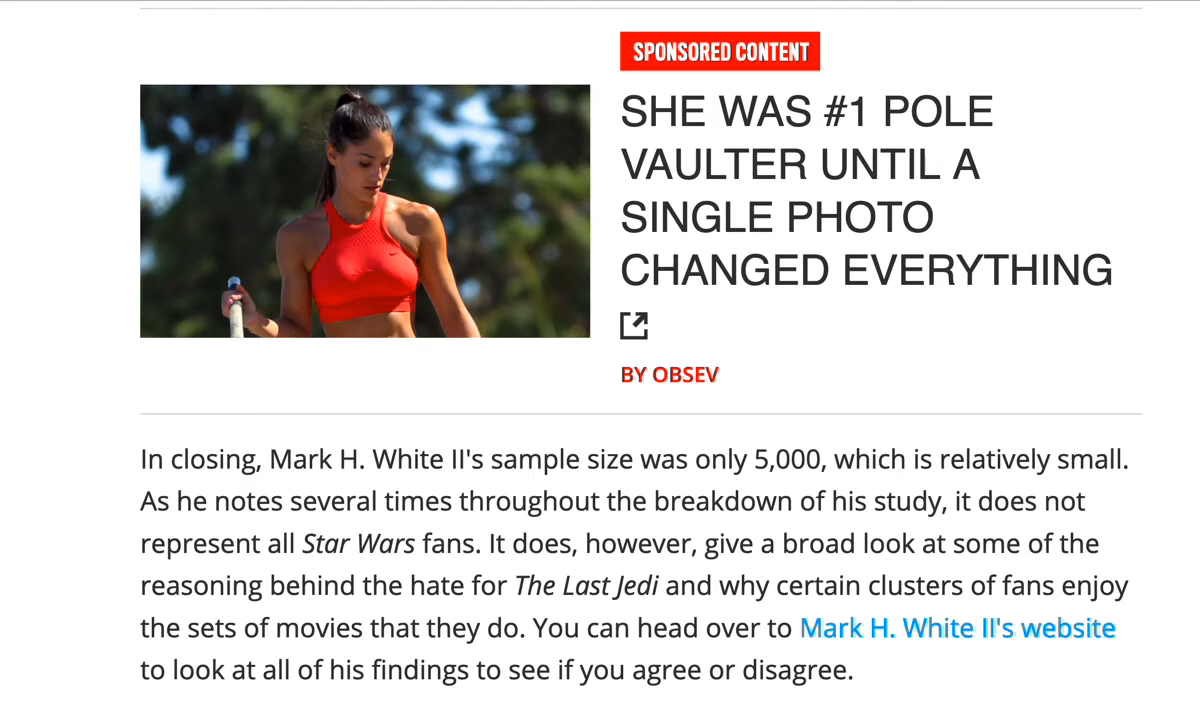 SPONSORED CONTENT
SHE WAS #1 POLE
VAULTER UNTIL A
SINGLE PHOTO
CHANGED EVERYTHING
BY OBSEV
In closing, Mark H. White II's sample size was only 5,000, which is relatively small.
As he notes several times throughout the breakdown of his study, it does not
represent all Star Wars fans. It does, however, give a broad look at some of the
reasoning behind the hate for The Last Jedi and why certain clusters of fans enjoy
the sets of movies that they do. You can head over to Mark H. White II's website
to look at all of his findings to see if you agree or disagree.